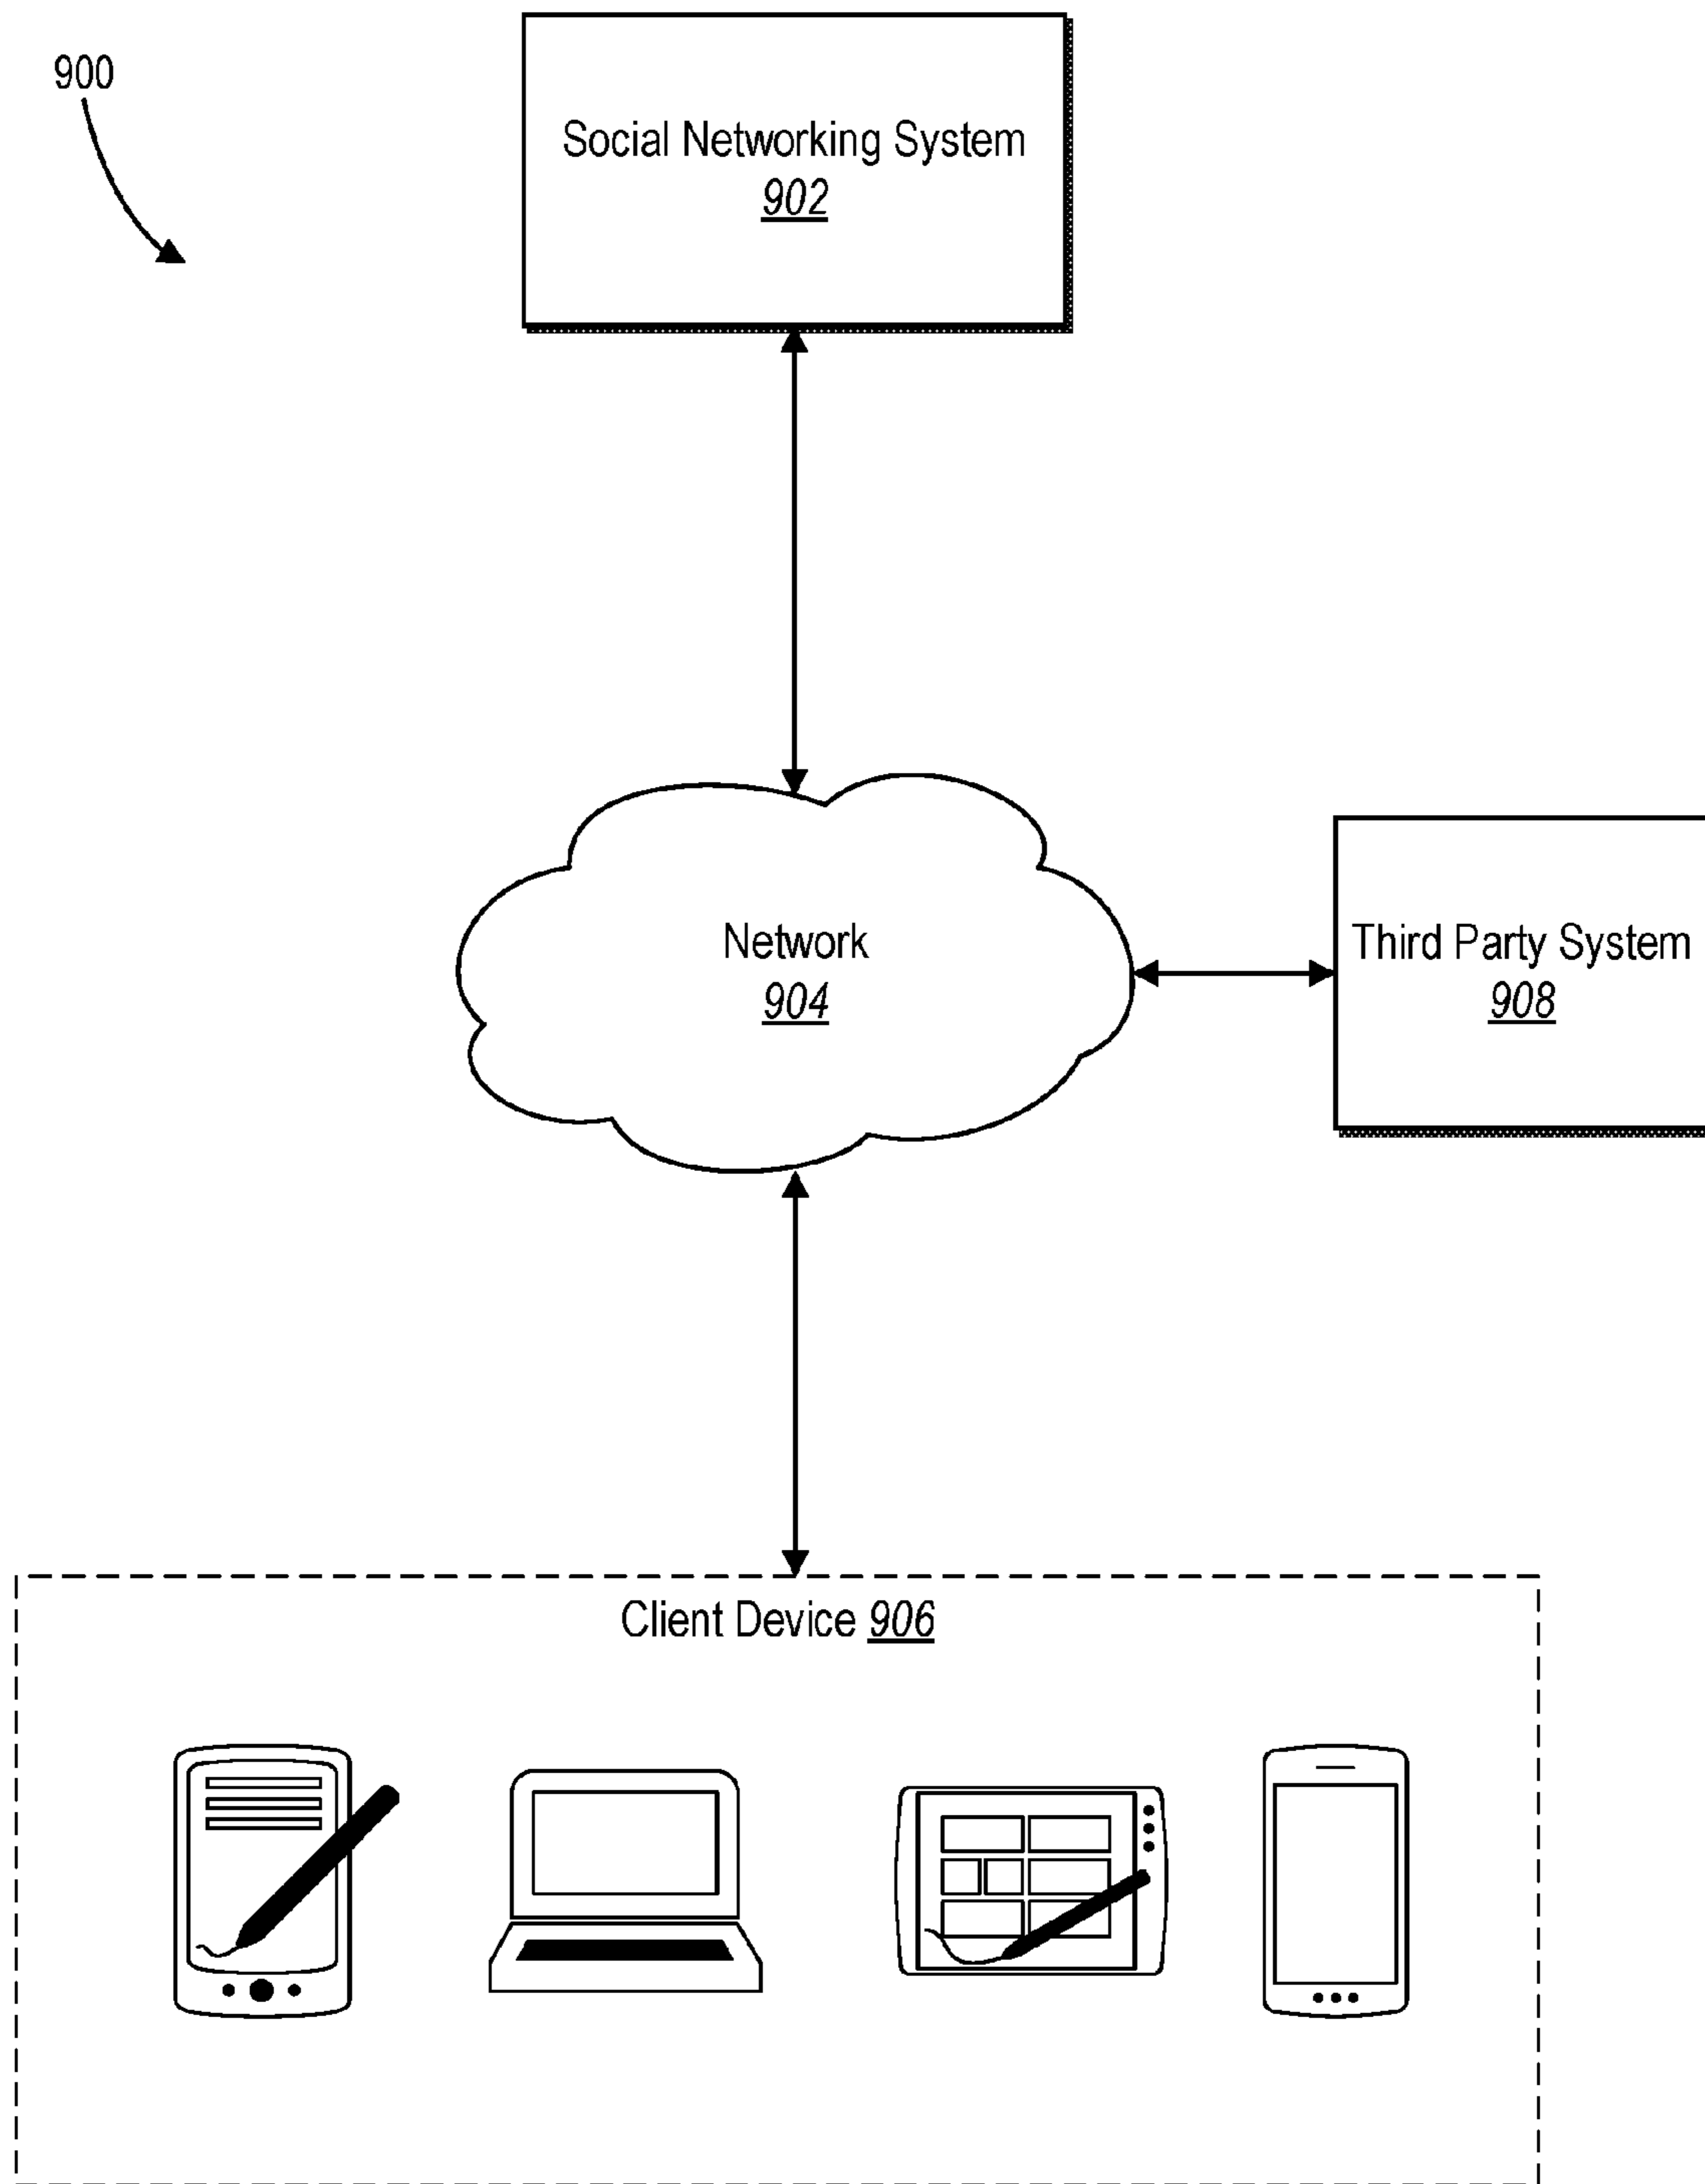 900
Social Networking System
902
Network
904
Third Party System
908
Client Device 906